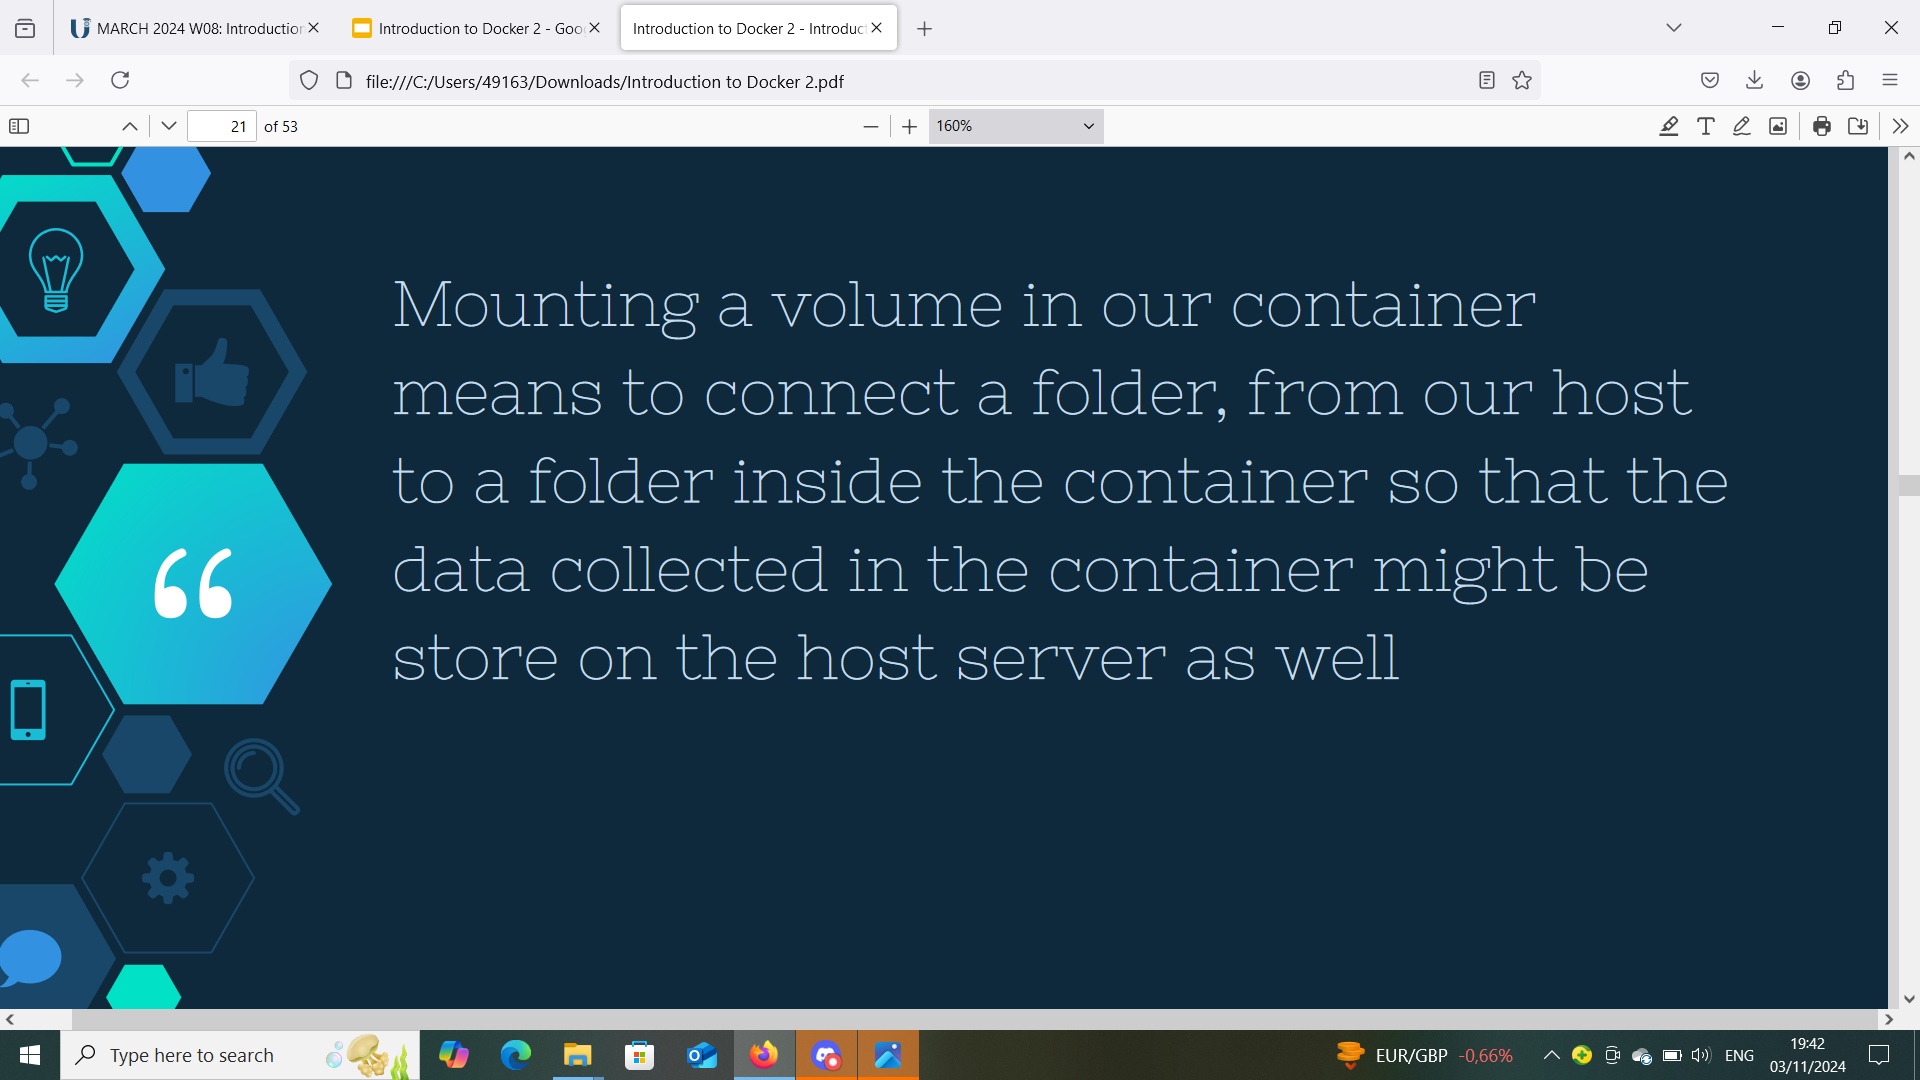 MARCH 2024 W08: Introduction
Introduction to Docker 2 - Goo
Introduction to Docker 2 - Introduc
file:///C:/Users/49163/Downloads/Introduction to Docker 2.pdf
21 of 53
160%
Mounting a volume in our container
means to connect a folder, from our host
to a folder inside the container so that the
data collected in the container might be
store on the host server as well
Type here to search
EUR/GBP -0,66%
ENG
19:42
03/11/2024